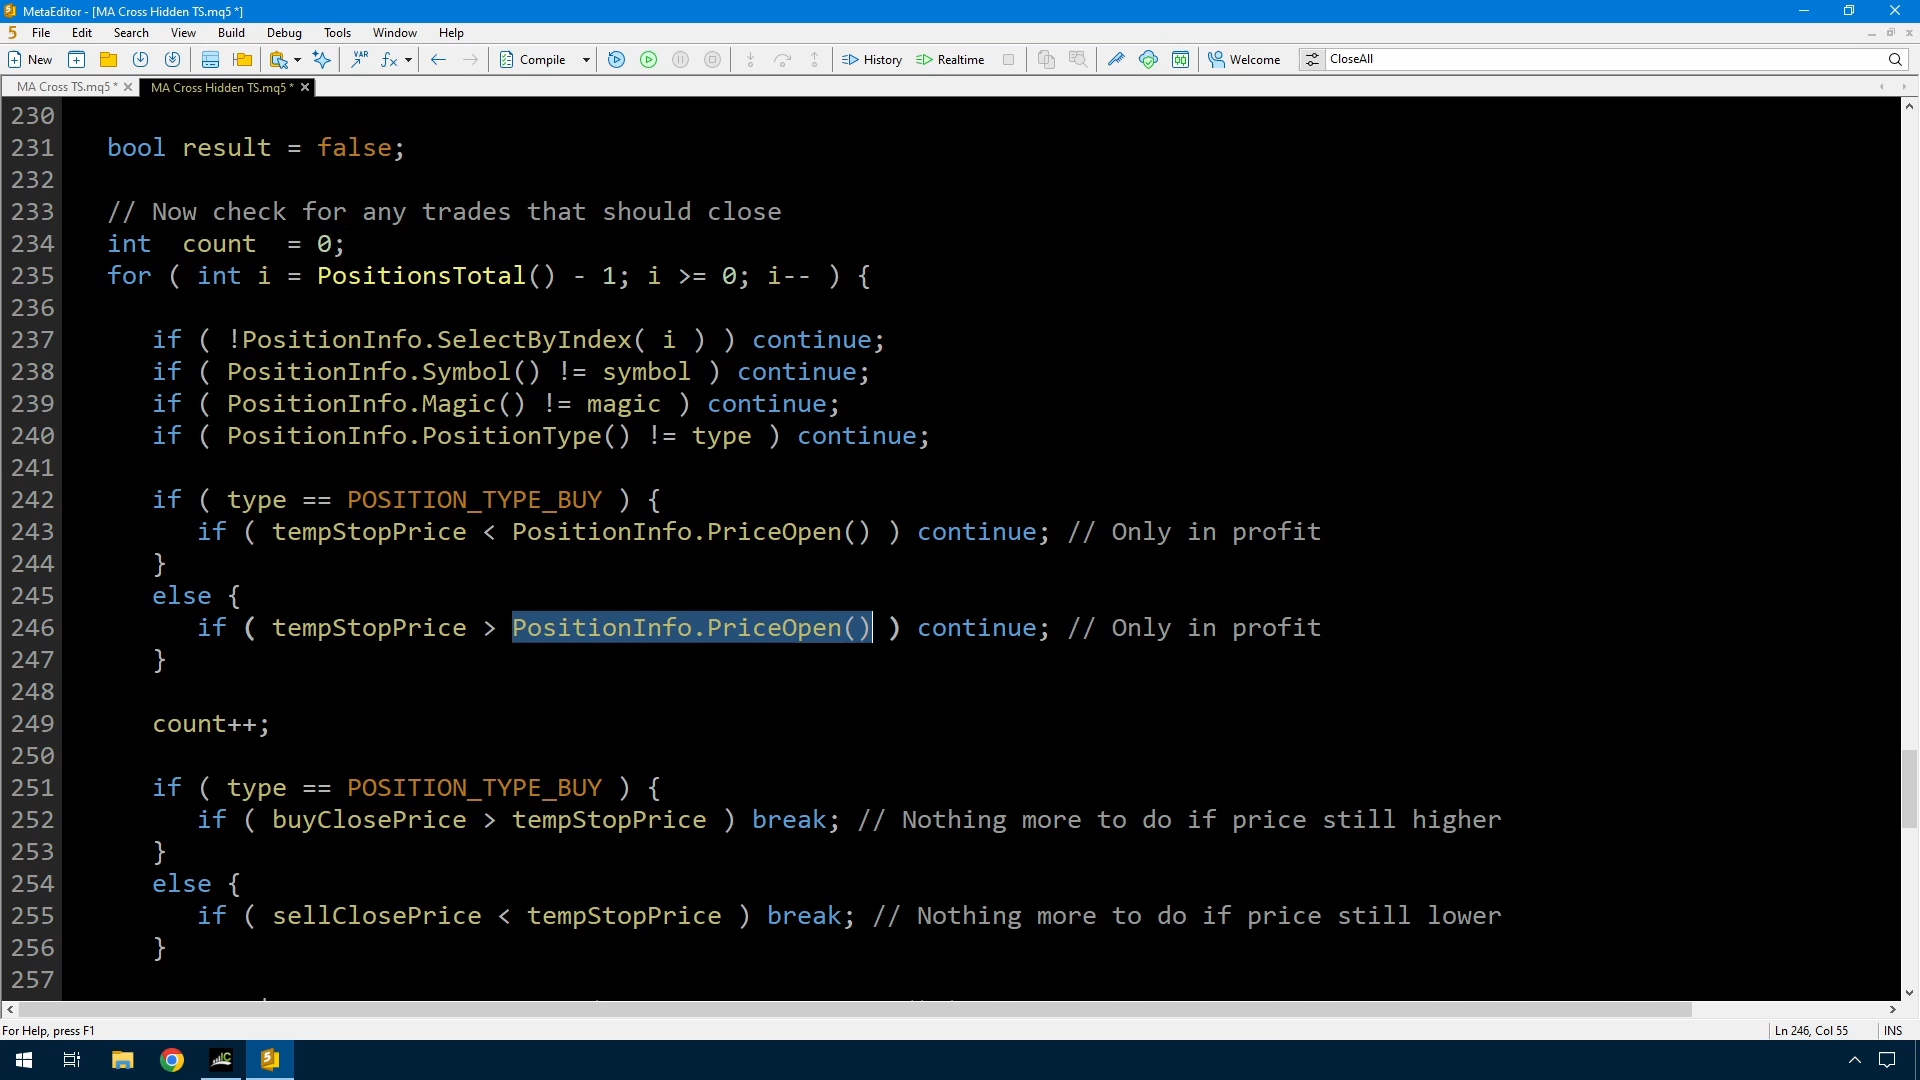 MetaEditor - [MA Cross Hidden TS.mq5 *]
5 File Edit Search View Build Debug Tools Window Help
New VAR fx Compile History Realtime Welcome CloseAll
MA Cross TS.mq5 * MA Cross Hidden TS.mq5 *
230
231 bool result = false;
232
233 // Now check for any trades that should close
234 int count = 0;
235 for ( int i = PositionsTotal() - 1; i >= 0; i-- ) {
236
237 if ( !PositionInfo.SelectByIndex( i ) ) continue;
238 if ( PositionInfo.Symbol() != symbol ) continue;
239 if ( PositionInfo.Magic() != magic ) continue;
240 if ( PositionInfo.PositionType() != type ) continue;
241
242 if ( type == POSITION_TYPE_BUY ) {
243 if ( tempStopPrice < PositionInfo.PriceOpen() ) continue; // Only in profit
244 }
245 else {
246 if ( tempStopPrice > PositionInfo.PriceOpen() ) continue; // Only in profit
247 }
248
249 count++;
250
251 if ( type == POSITION_TYPE_BUY ) {
252 if ( buyClosePrice > tempStopPrice ) break; // Nothing more to do if price still higher
253 }
254 else {
255 if ( sellClosePrice < tempStopPrice ) break; // Nothing more to do if price still lower
256 }
257
For Help, press F1 Ln 246, Col 55 INS